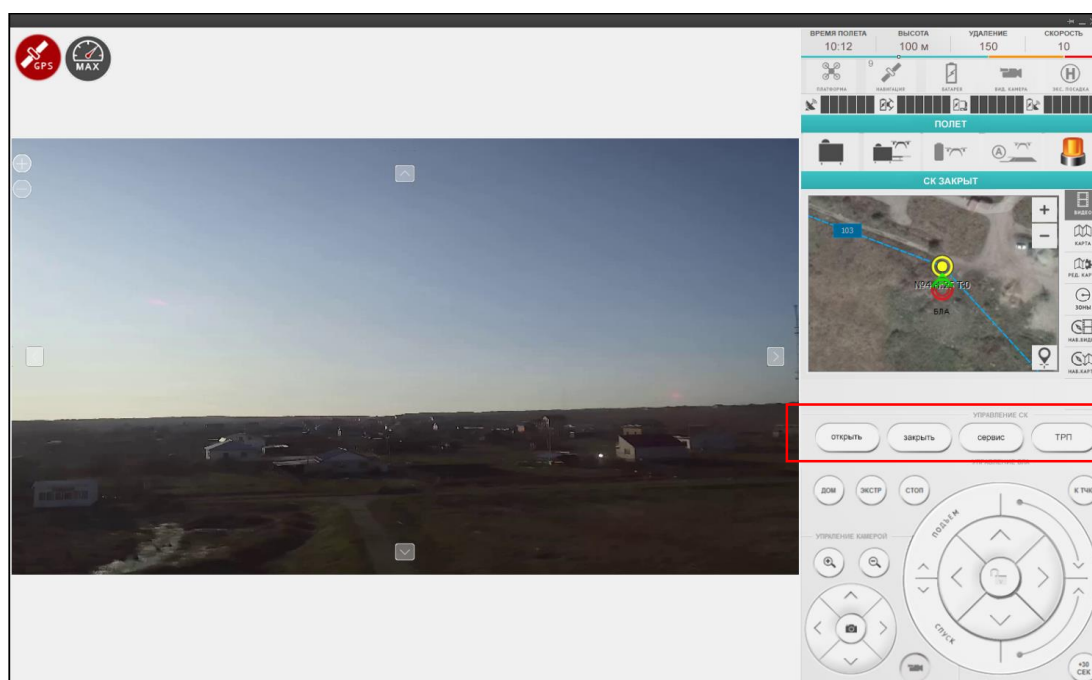 GPS
MAX
ВРЕМЯ ПОЛЕТА ВЫСОТА УДАЛЕНИЕ СКОРОСТЬ
10:12 100 м 150 10
9
ПЛАТФОРМА НАВИГАЦИЯ БАТАРЕЯ ВИД. КАМЕРА ЭКС. ПОСАДКА
H
ПОЛЕТ
A
СК ЗАКРЫТ
103
БЛА
ВИДЕО
КАРТА
РЕД. КАР
ЗОНЫ
НАВ.ВИДЕ
НАВ.КАРТ
УПРАВЛЕНИЕ СК
открыть закрыть сервис ТРП
ДОМ ЭКСТР СТОП К ТЧК
УПРАВЛЕНИЕ КАМЕРОЙ
ПОДЪЕМ
СПУСК
+30
СЕК